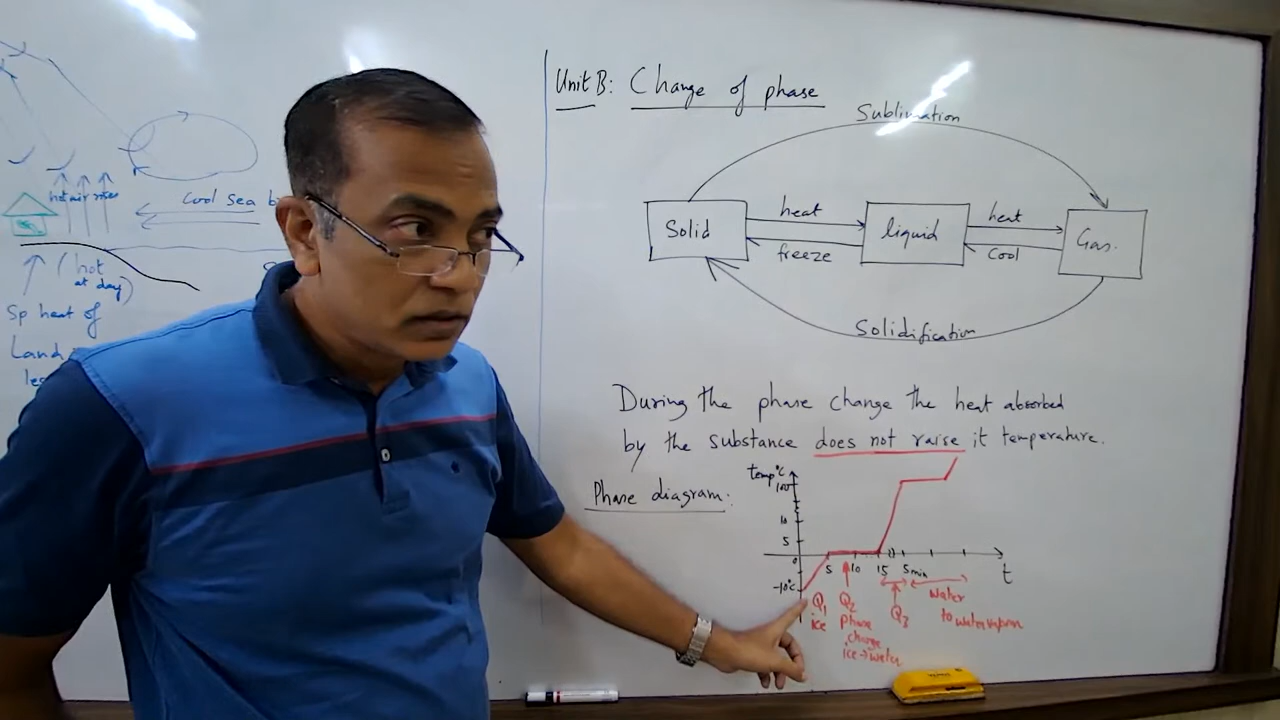 Unit B: Change of phase
Sublimation
Solid
heat
freeze
liquid
heat
cool
Gas.
Solidification
During the phase change the heat absorbed
by the substance does not raise it temperature.
Phase diagram:
temp°C
100
10
5
0
-10°C
5 10 15 5min
t
Q1
ice
Q2
phase
change
ice→water
Q3
water
to water vapour
hot air rises
Cool sea
(hot
at day)
Sp heat of
Land